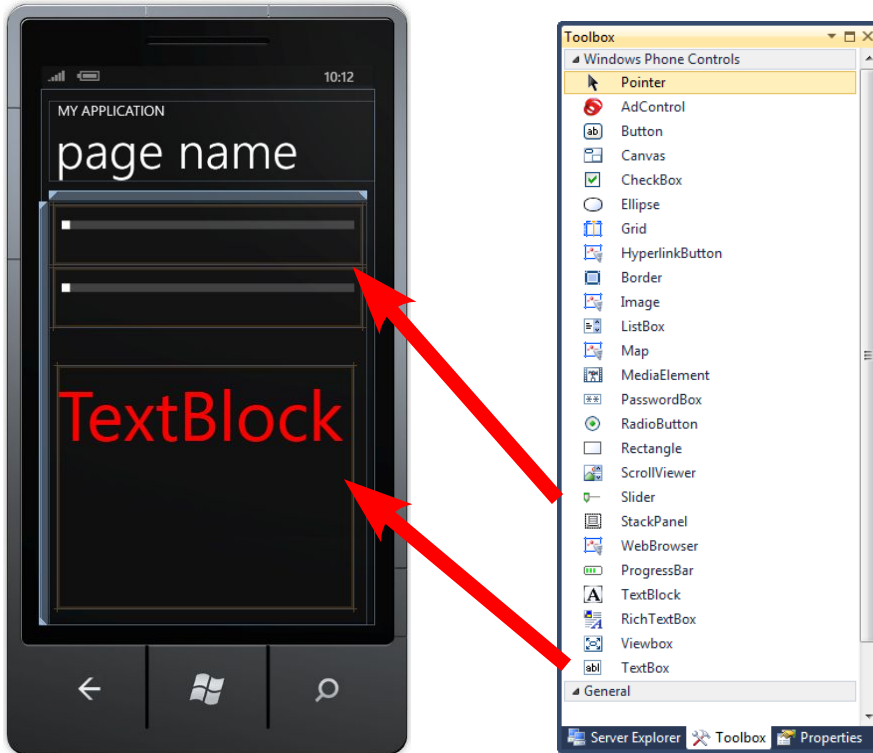 10:12
MY APPLICATION
page name
TextBlock
Toolbox
Windows Phone Controls
Pointer
AdControl
ab Button
Canvas
CheckBox
Ellipse
Grid
HyperlinkButton
Border
Image
ListBox
Map
MediaElement
PasswordBox
RadioButton
Rectangle
ScrollViewer
Slider
StackPanel
WebBrowser
ProgressBar
A TextBlock
A RichTextBox
Viewbox
abl TextBox
General
Server Explorer Toolbox Properties